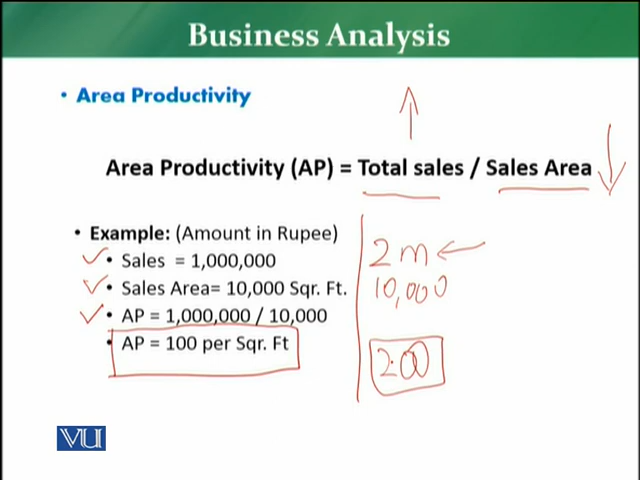 Business Analysis
• Area Productivity
Area Productivity (AP) = Total sales / Sales Area
• Example: (Amount in Rupee)
• Sales = 1,000,000
• Sales Area= 10,000 Sqr. Ft.
• AP = 1,000,000 / 10,000
• AP = 100 per Sqr. Ft
2 m
10,000
200
VU